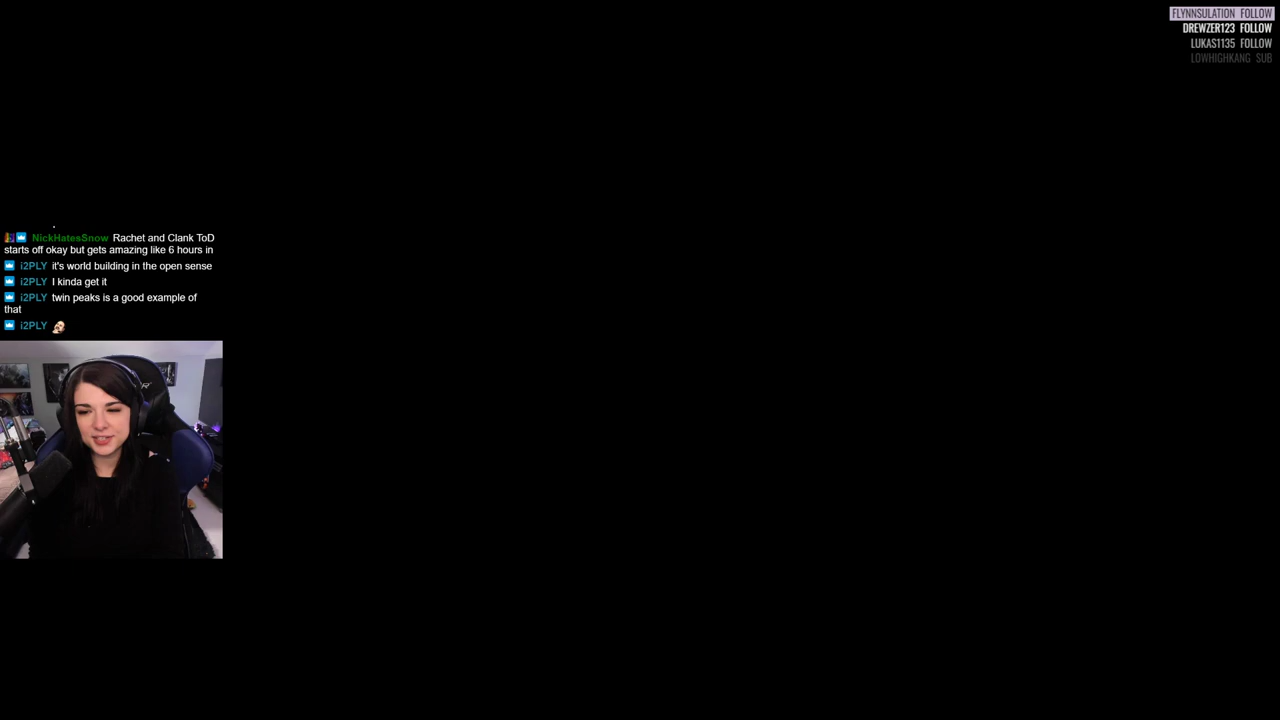 FLYNNSULATION FOLLOW
DREWZER123 FOLLOW
LUKAS1135 FOLLOW
LOWHIGHKANG SUB
NickHatesSnow Rachet and Clank ToD
starts off okay but gets amazing like 6 hours in
i2PLY it's world building in the open sense
i2PLY I kinda get it
i2PLY twin peaks is a good example of
that
i2PLY